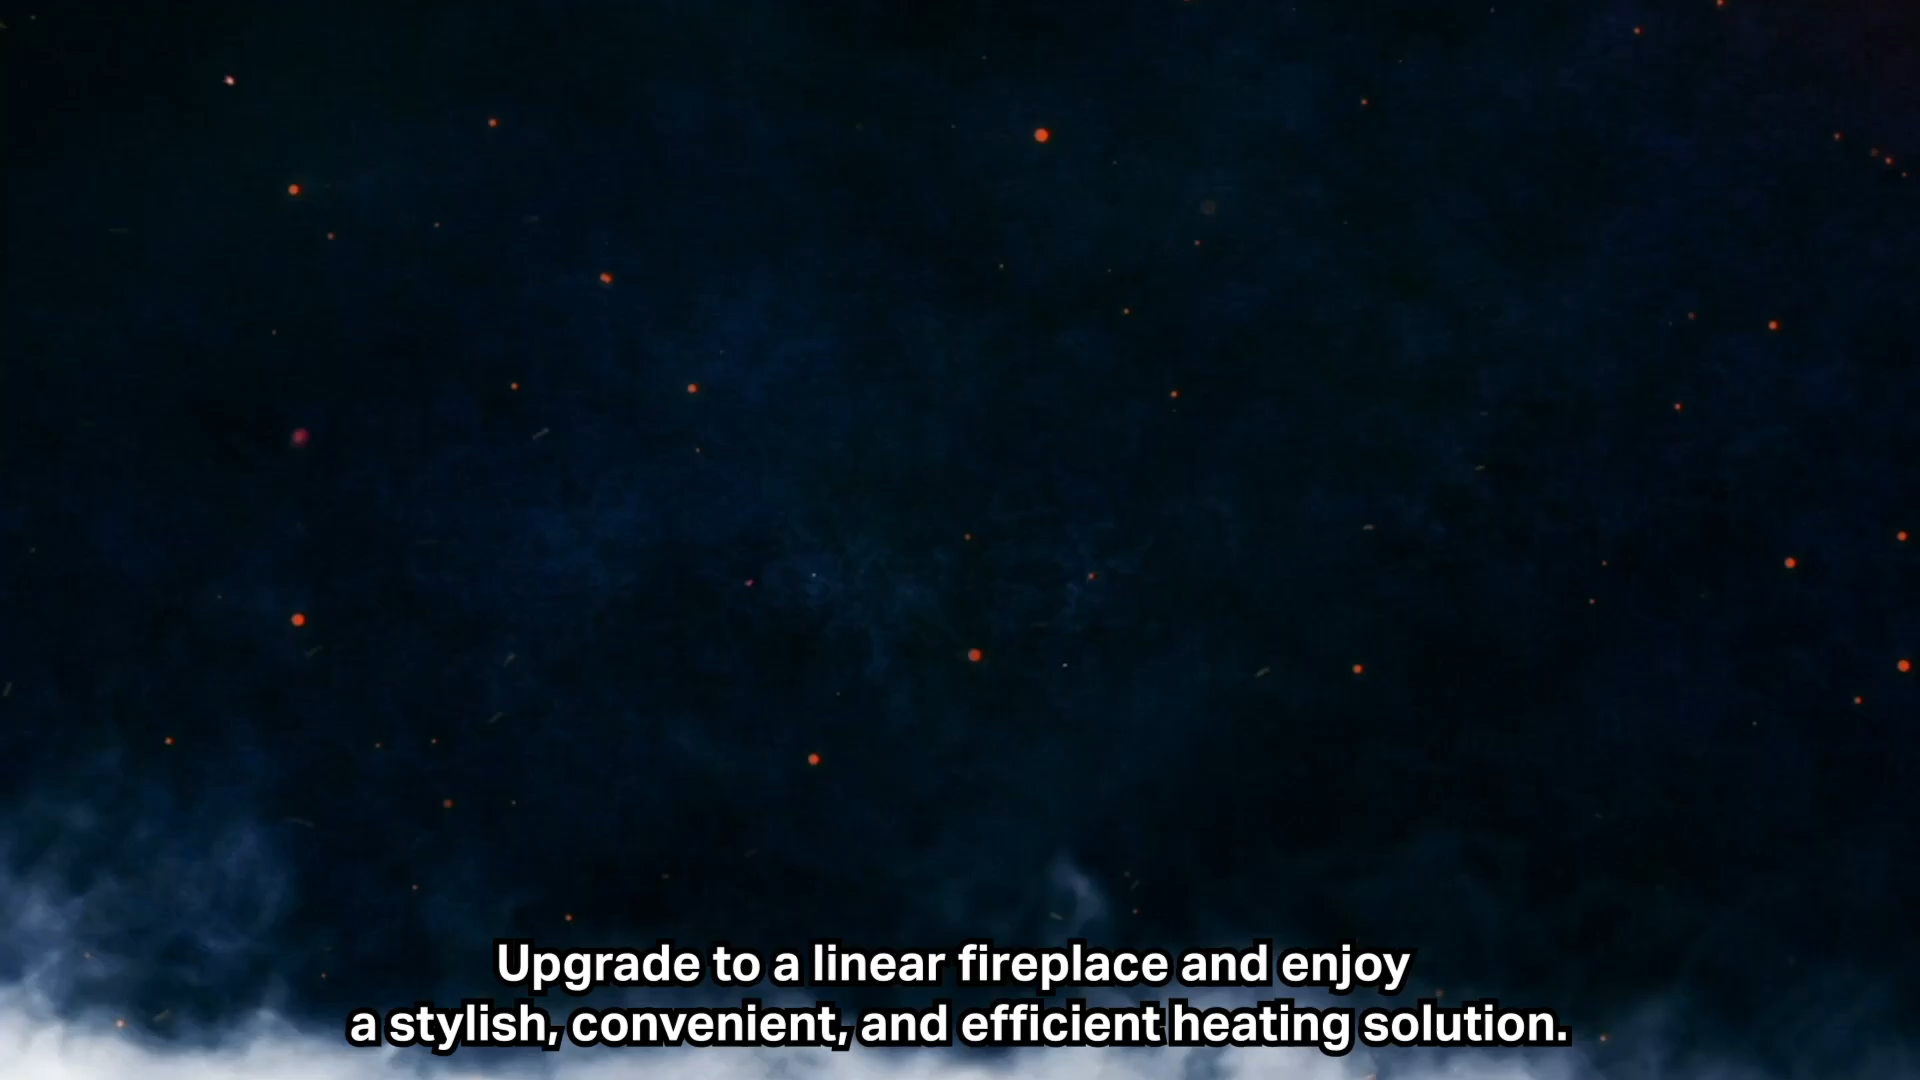 Upgrade to a linear fireplace and enjoy
a stylish, convenient, and efficient heating solution.